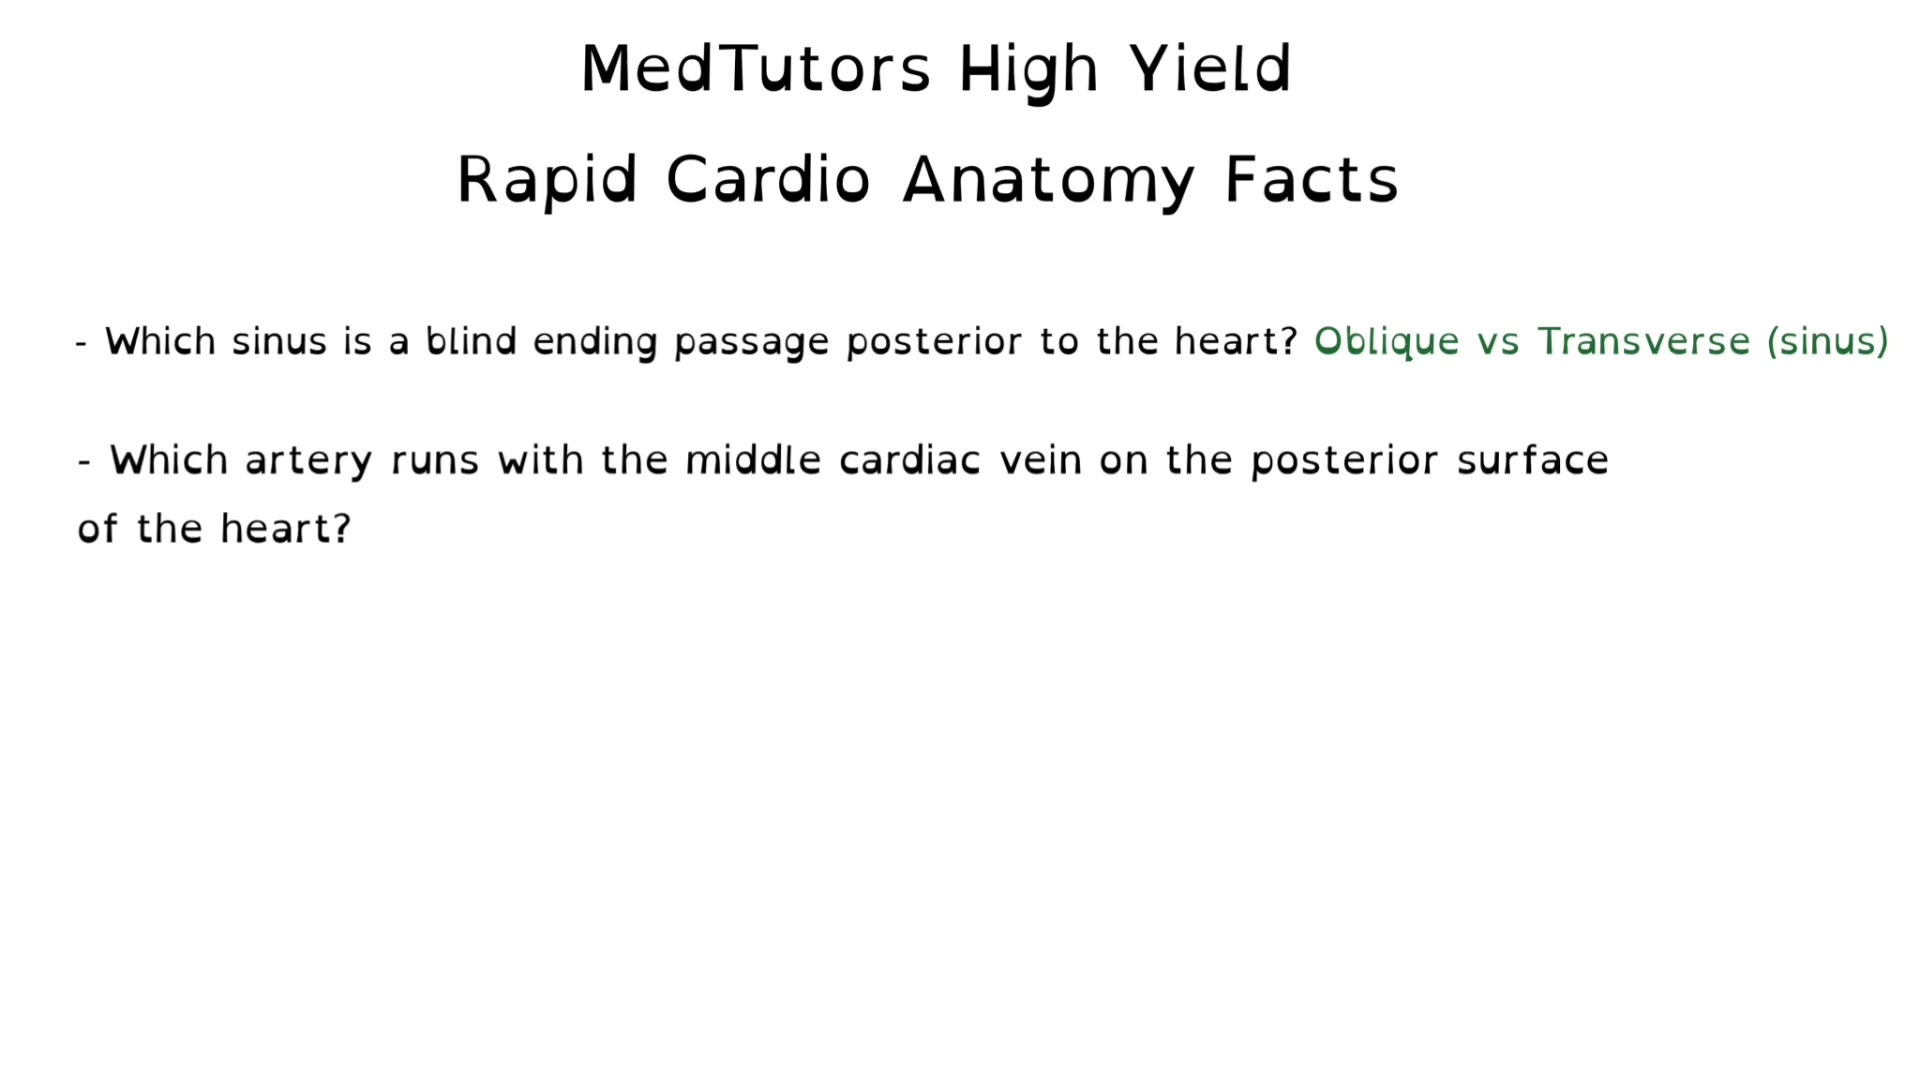 MedTutors High Yield
Rapid Cardio Anatomy Facts
- Which sinus is a blind ending passage posterior to the heart? Oblique vs Transverse (sinus)
- Which artery runs with the middle cardiac vein on the posterior surface
of the heart?